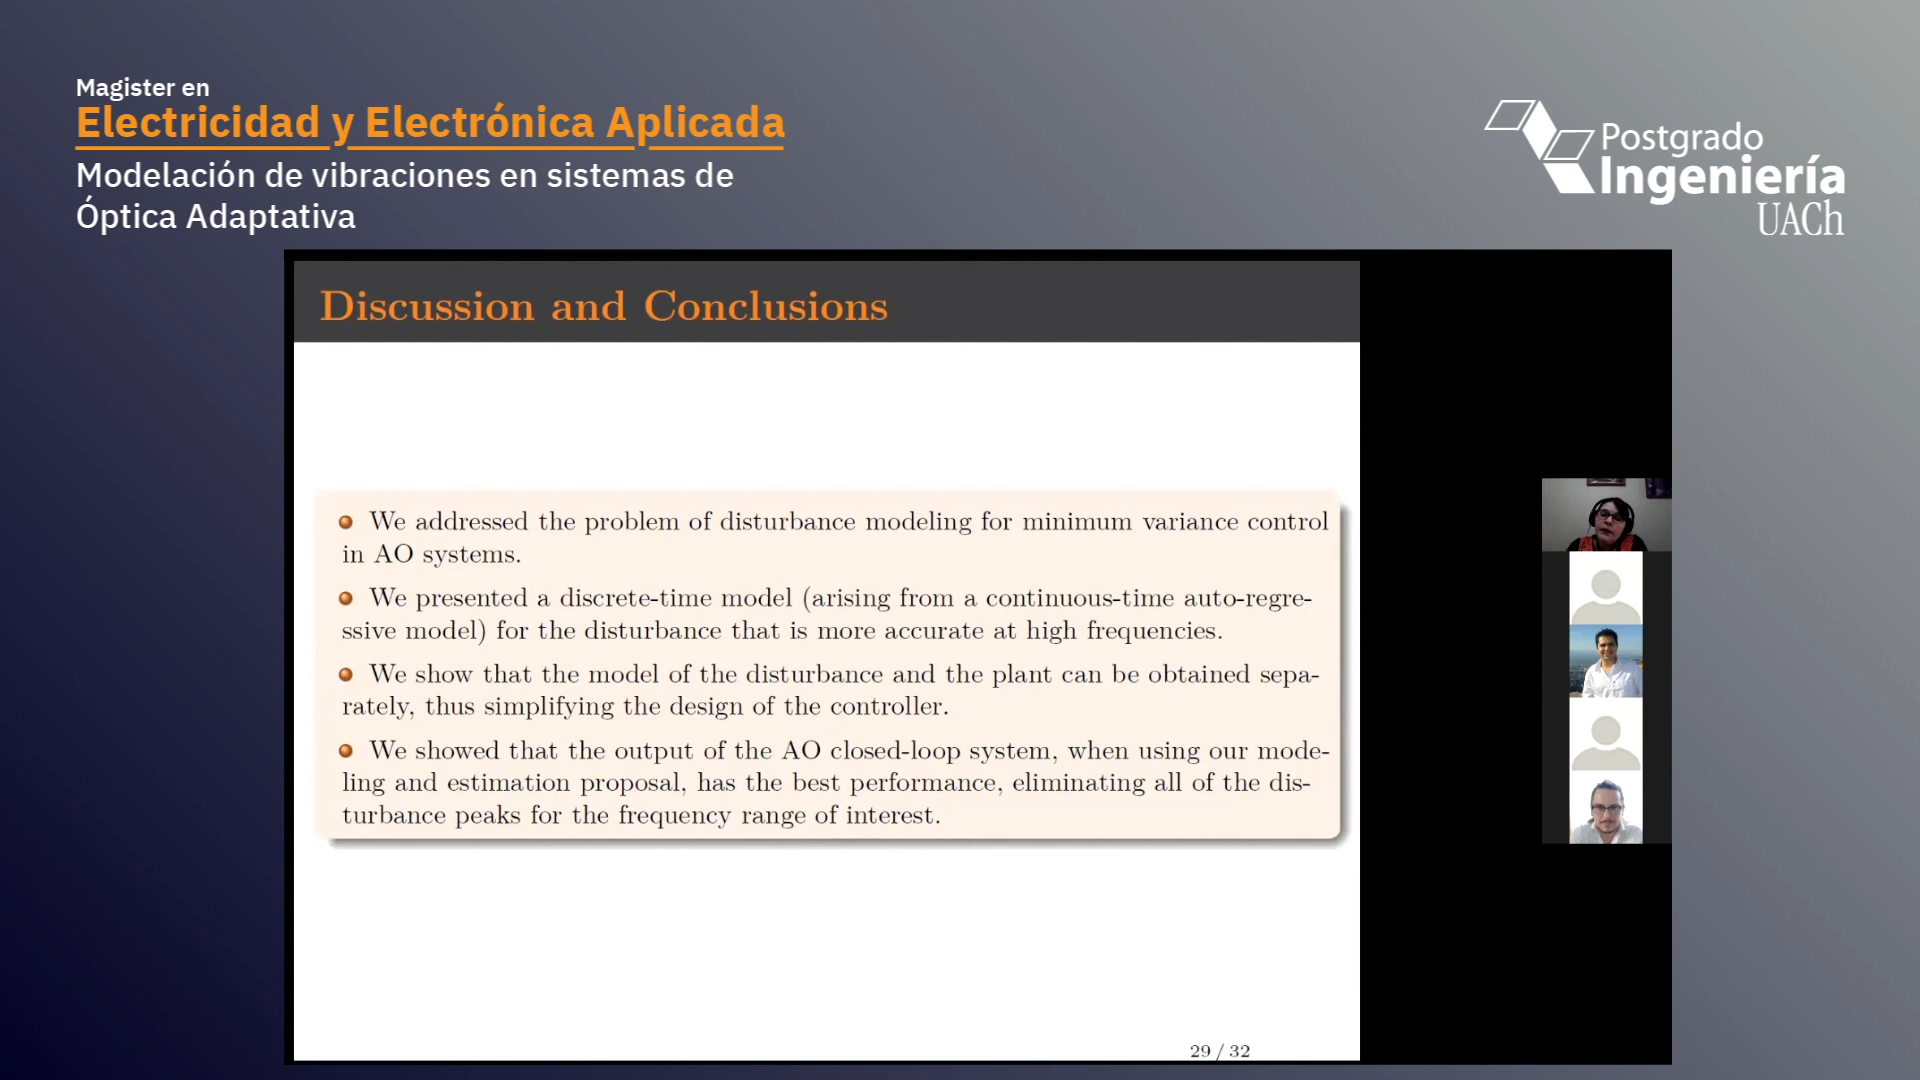 Magister en
Electricidad y Electrónica Aplicada
Modelación de vibraciones en sistemas de
Óptica Adaptativa
Postgrado
Ingeniería
UACh
Discussion and Conclusions
We addressed the problem of disturbance modeling for minimum variance control
in AO systems.
We presented a discrete-time model (arising from a continuous-time auto-regre-
ssive model) for the disturbance that is more accurate at high frequencies.
We show that the model of the disturbance and the plant can be obtained sepa-
rately, thus simplifying the design of the controller.
We showed that the output of the AO closed-loop system, when using our mode-
ling and estimation proposal, has the best performance, eliminating all of the dis-
turbance peaks for the frequency range of interest.
29 / 32